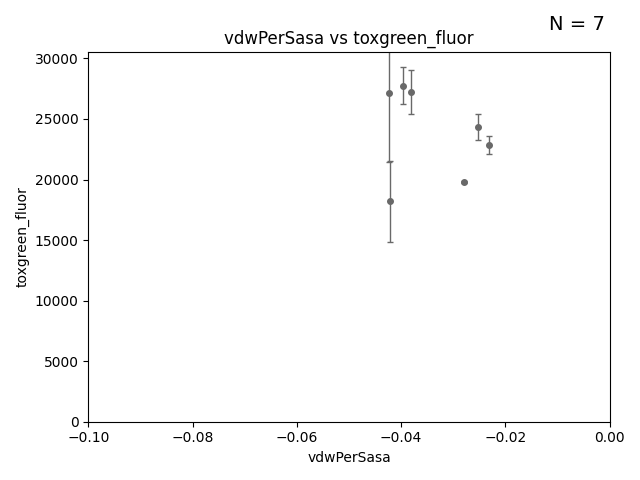 N = 7
vdwPerSasa vs toxgreen_fluor
30000
25000
20000
15000
10000
5000
0
toxgreen_fluor
−0.10 −0.08 −0.06 −0.04 −0.02 0.00
vdwPerSasa